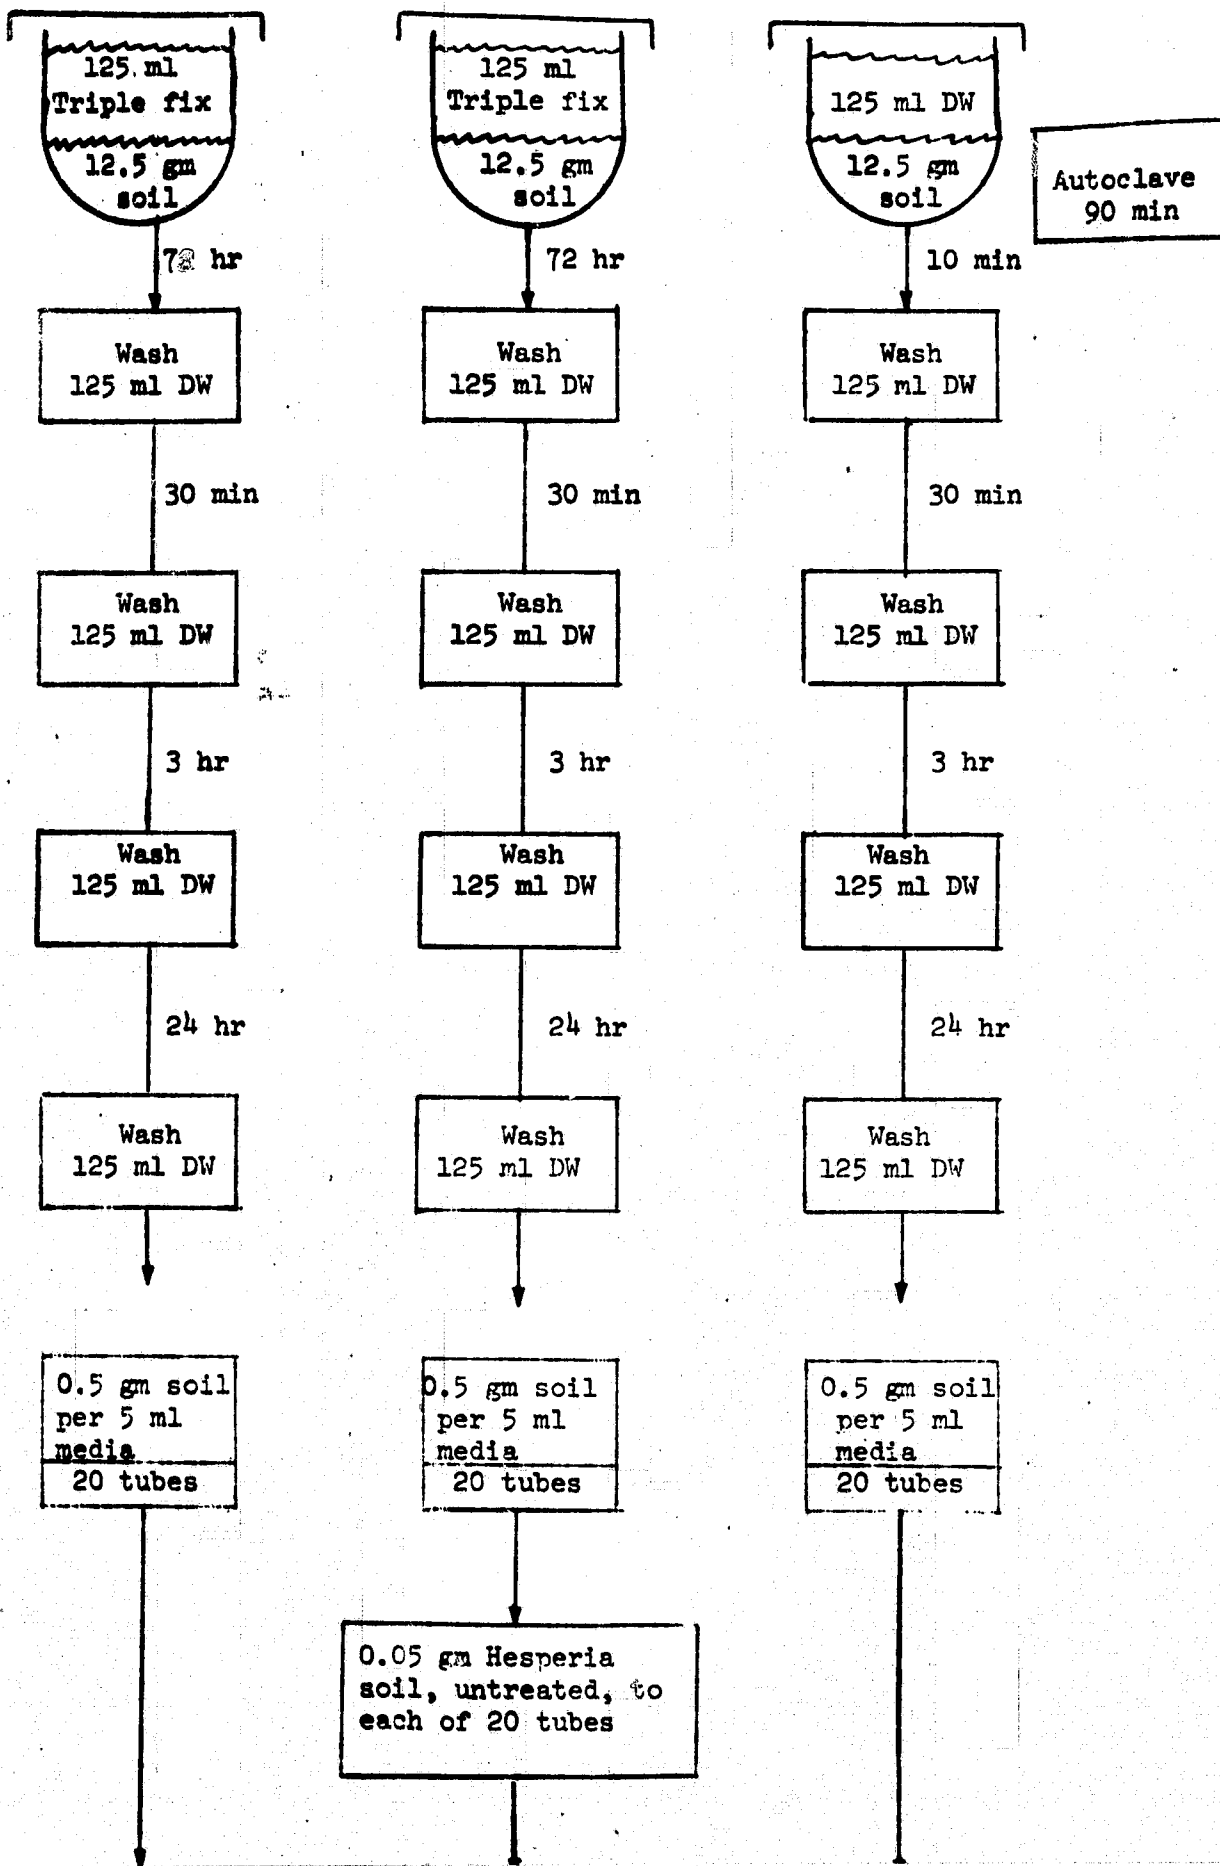 125 ml
Triple fix
12.5 gm
soil
72 hr
Wash
125 ml DW
30 min
Wash
125 ml DW
3 hr
Wash
125 ml DW
24 hr
Wash
125 ml DW
0.5 gm soil
per 5 ml
media
20 tubes
125 ml
Triple fix
12.5 gm
soil
72 hr
Wash
125 ml DW
30 min
Wash
125 ml DW
3 hr
Wash
125 ml DW
24 hr
Wash
125 ml DW
0.5 gm soil
per 5 ml
media
20 tubes
0.05 gm Hesperia
soil, untreated, to
each of 20 tubes
125 ml DW
12.5 gm
soil
Autoclave
90 min
10 min
Wash
125 ml DW
30 min
Wash
125 ml DW
3 hr
Wash
125 ml DW
24 hr
Wash
125 ml DW
0.5 gm soil
per 5 ml
media
20 tubes